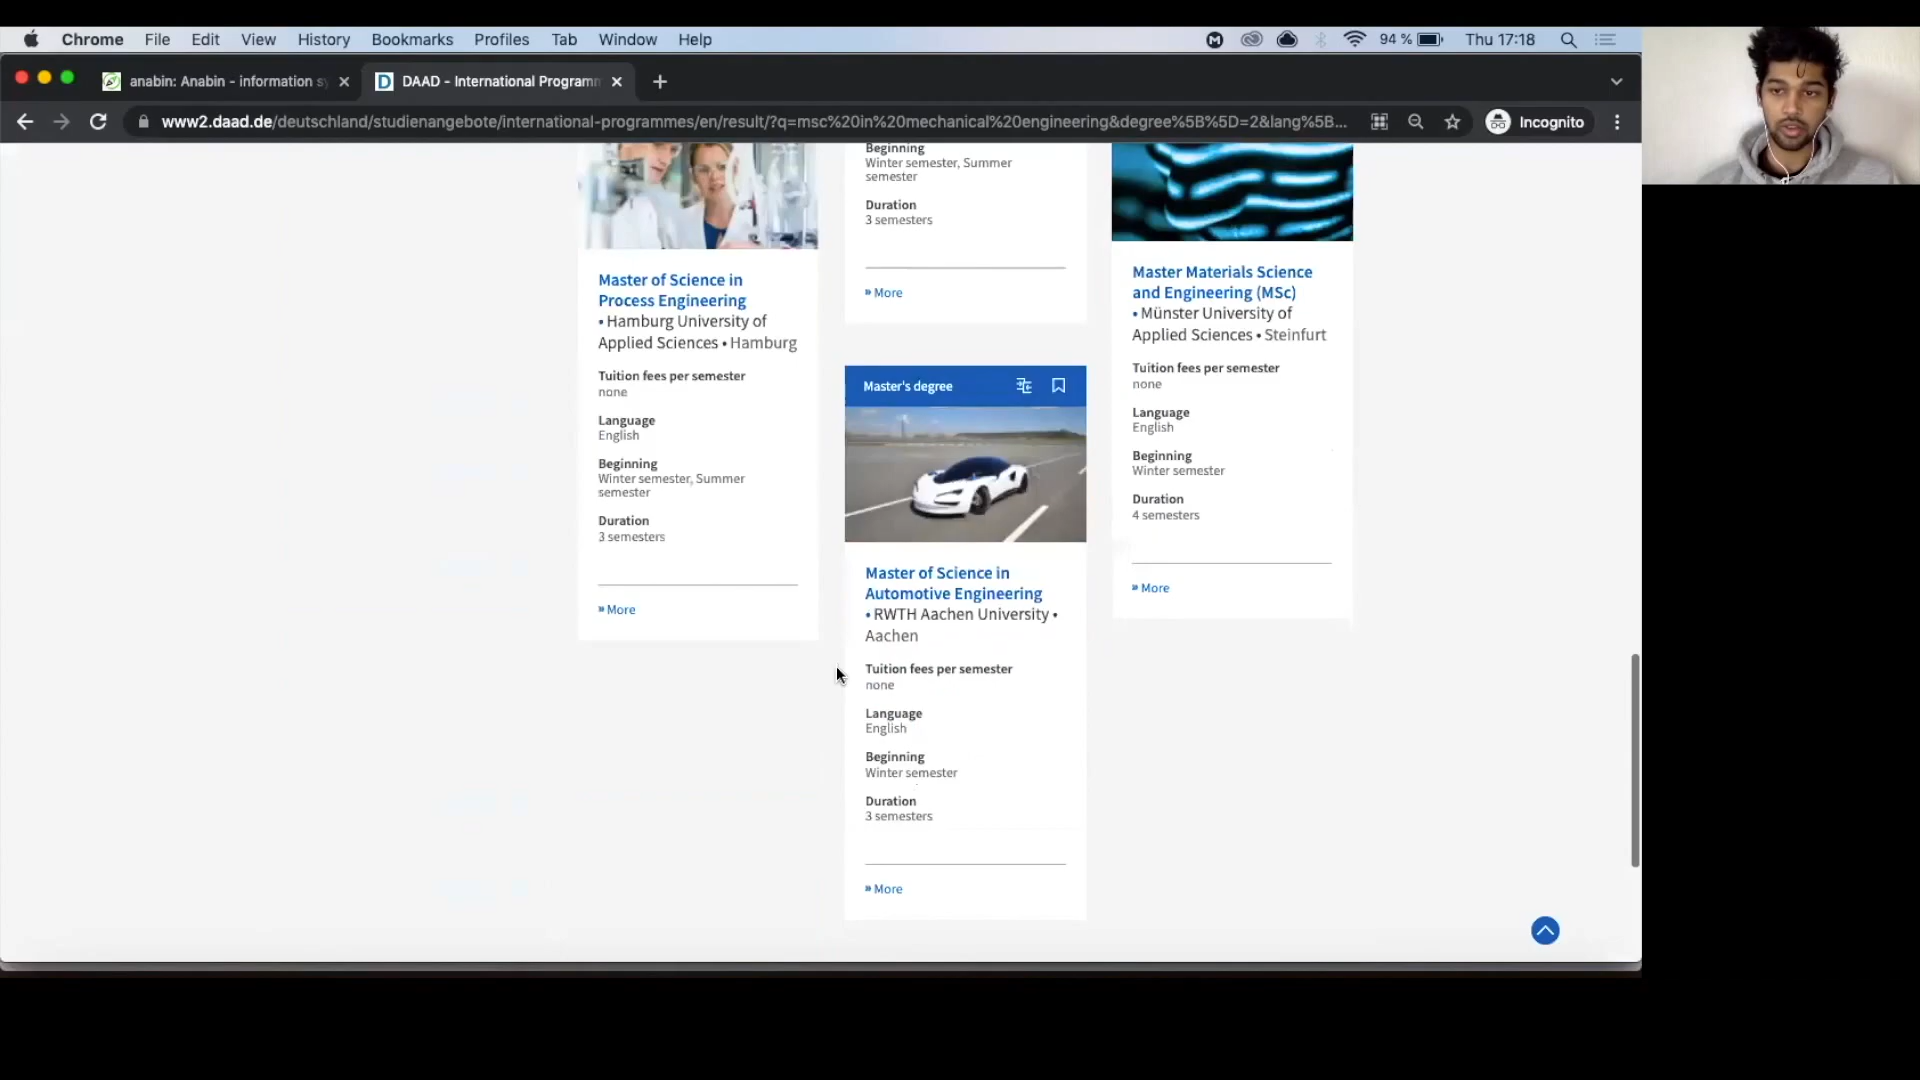 Chrome File Edit View History Bookmarks Profiles Tab Window Help 94 % Thu 17:18
anabin: Anabin - information s
DAAD - International Program
www2.daad.de/deutschland/studienangebote/international-programmes/en/result/?q=msc%20in%20mechanical%20engineering&degree%5B%5D=2&lang%5B...
Incognito
Master of Science in
Process Engineering
• Hamburg University of
Applied Sciences • Hamburg
Tuition fees per semester
none
Language
English
Beginning
Winter semester, Summer
semester
Duration
3 semesters
» More
Beginning
Winter semester, Summer
semester
Duration
3 semesters
» More
Master's degree
Master of Science in
Automotive Engineering
• RWTH Aachen University •
Aachen
Tuition fees per semester
none
Language
English
Beginning
Winter semester
Duration
3 semesters
» More
Master Materials Science
and Engineering (MSc)
• Münster University of
Applied Sciences • Steinfurt
Tuition fees per semester
none
Language
English
Beginning
Winter semester
Duration
4 semesters
» More